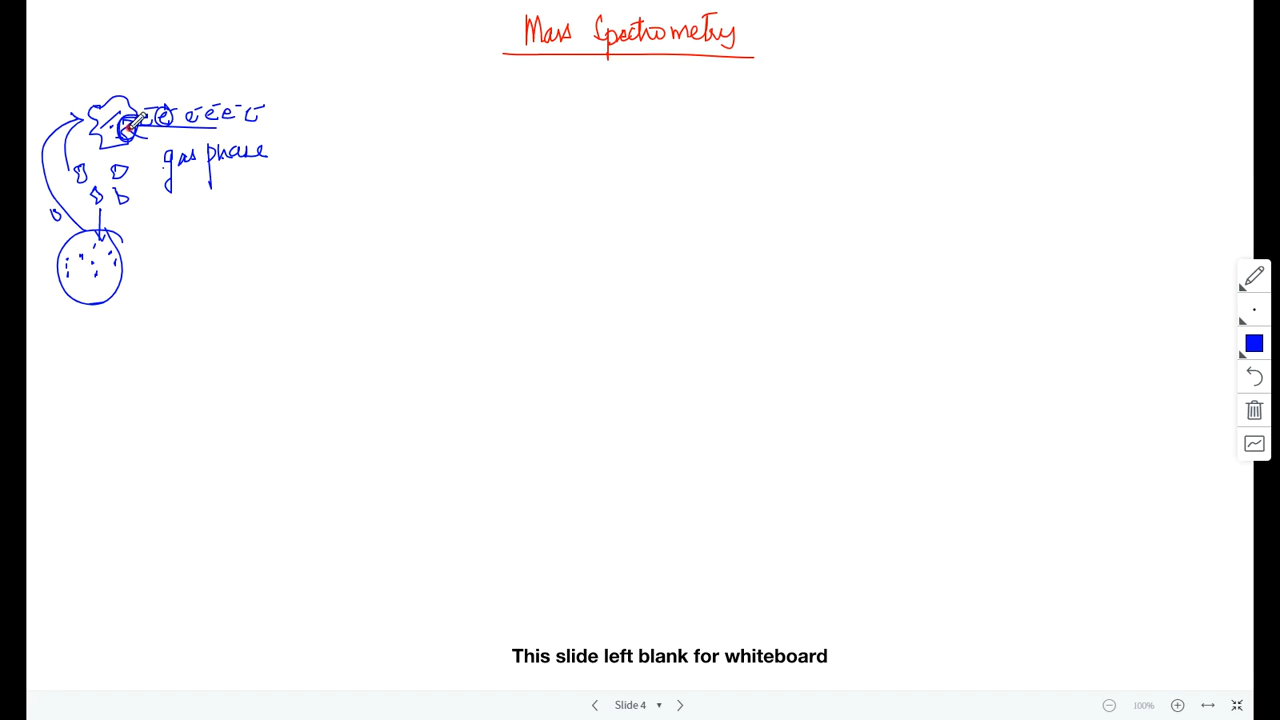 Mass Spectrometry
e⁻ e⁻ e⁻ e⁻ e⁻ e⁻
gas phase
This slide left blank for whiteboard
Slide 4
100%